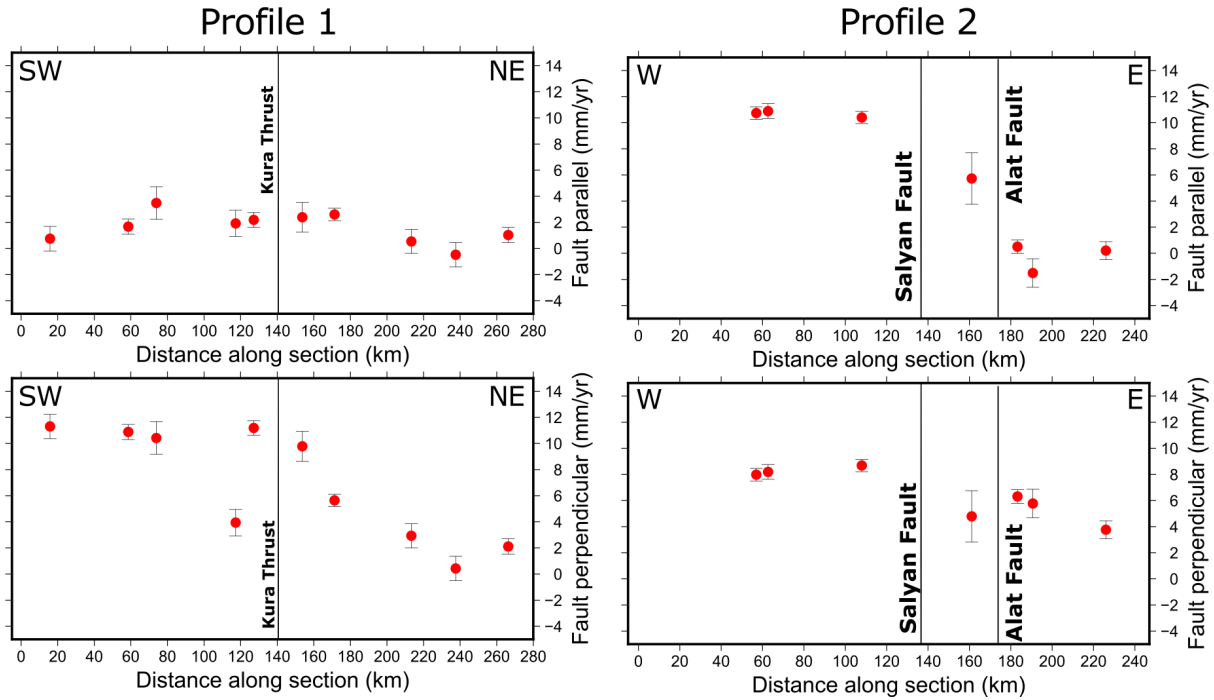 Profile 1
Profile 2
SW
NE
Kura Thrust
14
12
10
8
6
4
2
0
−2
−4
Fault parallel (mm/yr)
0 20 40 60 80 100 120 140 160 180 200 220 240 260 280
Distance along section (km)
W
E
Salyan Fault
Alat Fault
14
12
10
8
6
4
2
0
−2
−4
Fault parallel (mm/yr)
0 20 40 60 80 100 120 140 160 180 200 220 240
Distance along section (km)
SW
NE
Kura Thrust
14
12
10
8
6
4
2
0
−2
−4
Fault perpendicular (mm/yr)
0 20 40 60 80 100 120 140 160 180 200 220 240 260 280
Distance along section (km)
W
E
Salyan Fault
Alat Fault
14
12
10
8
6
4
2
0
−2
−4
Fault perpendicular (mm/yr)
0 20 40 60 80 100 120 140 160 180 200 220 240
Distance along section (km)